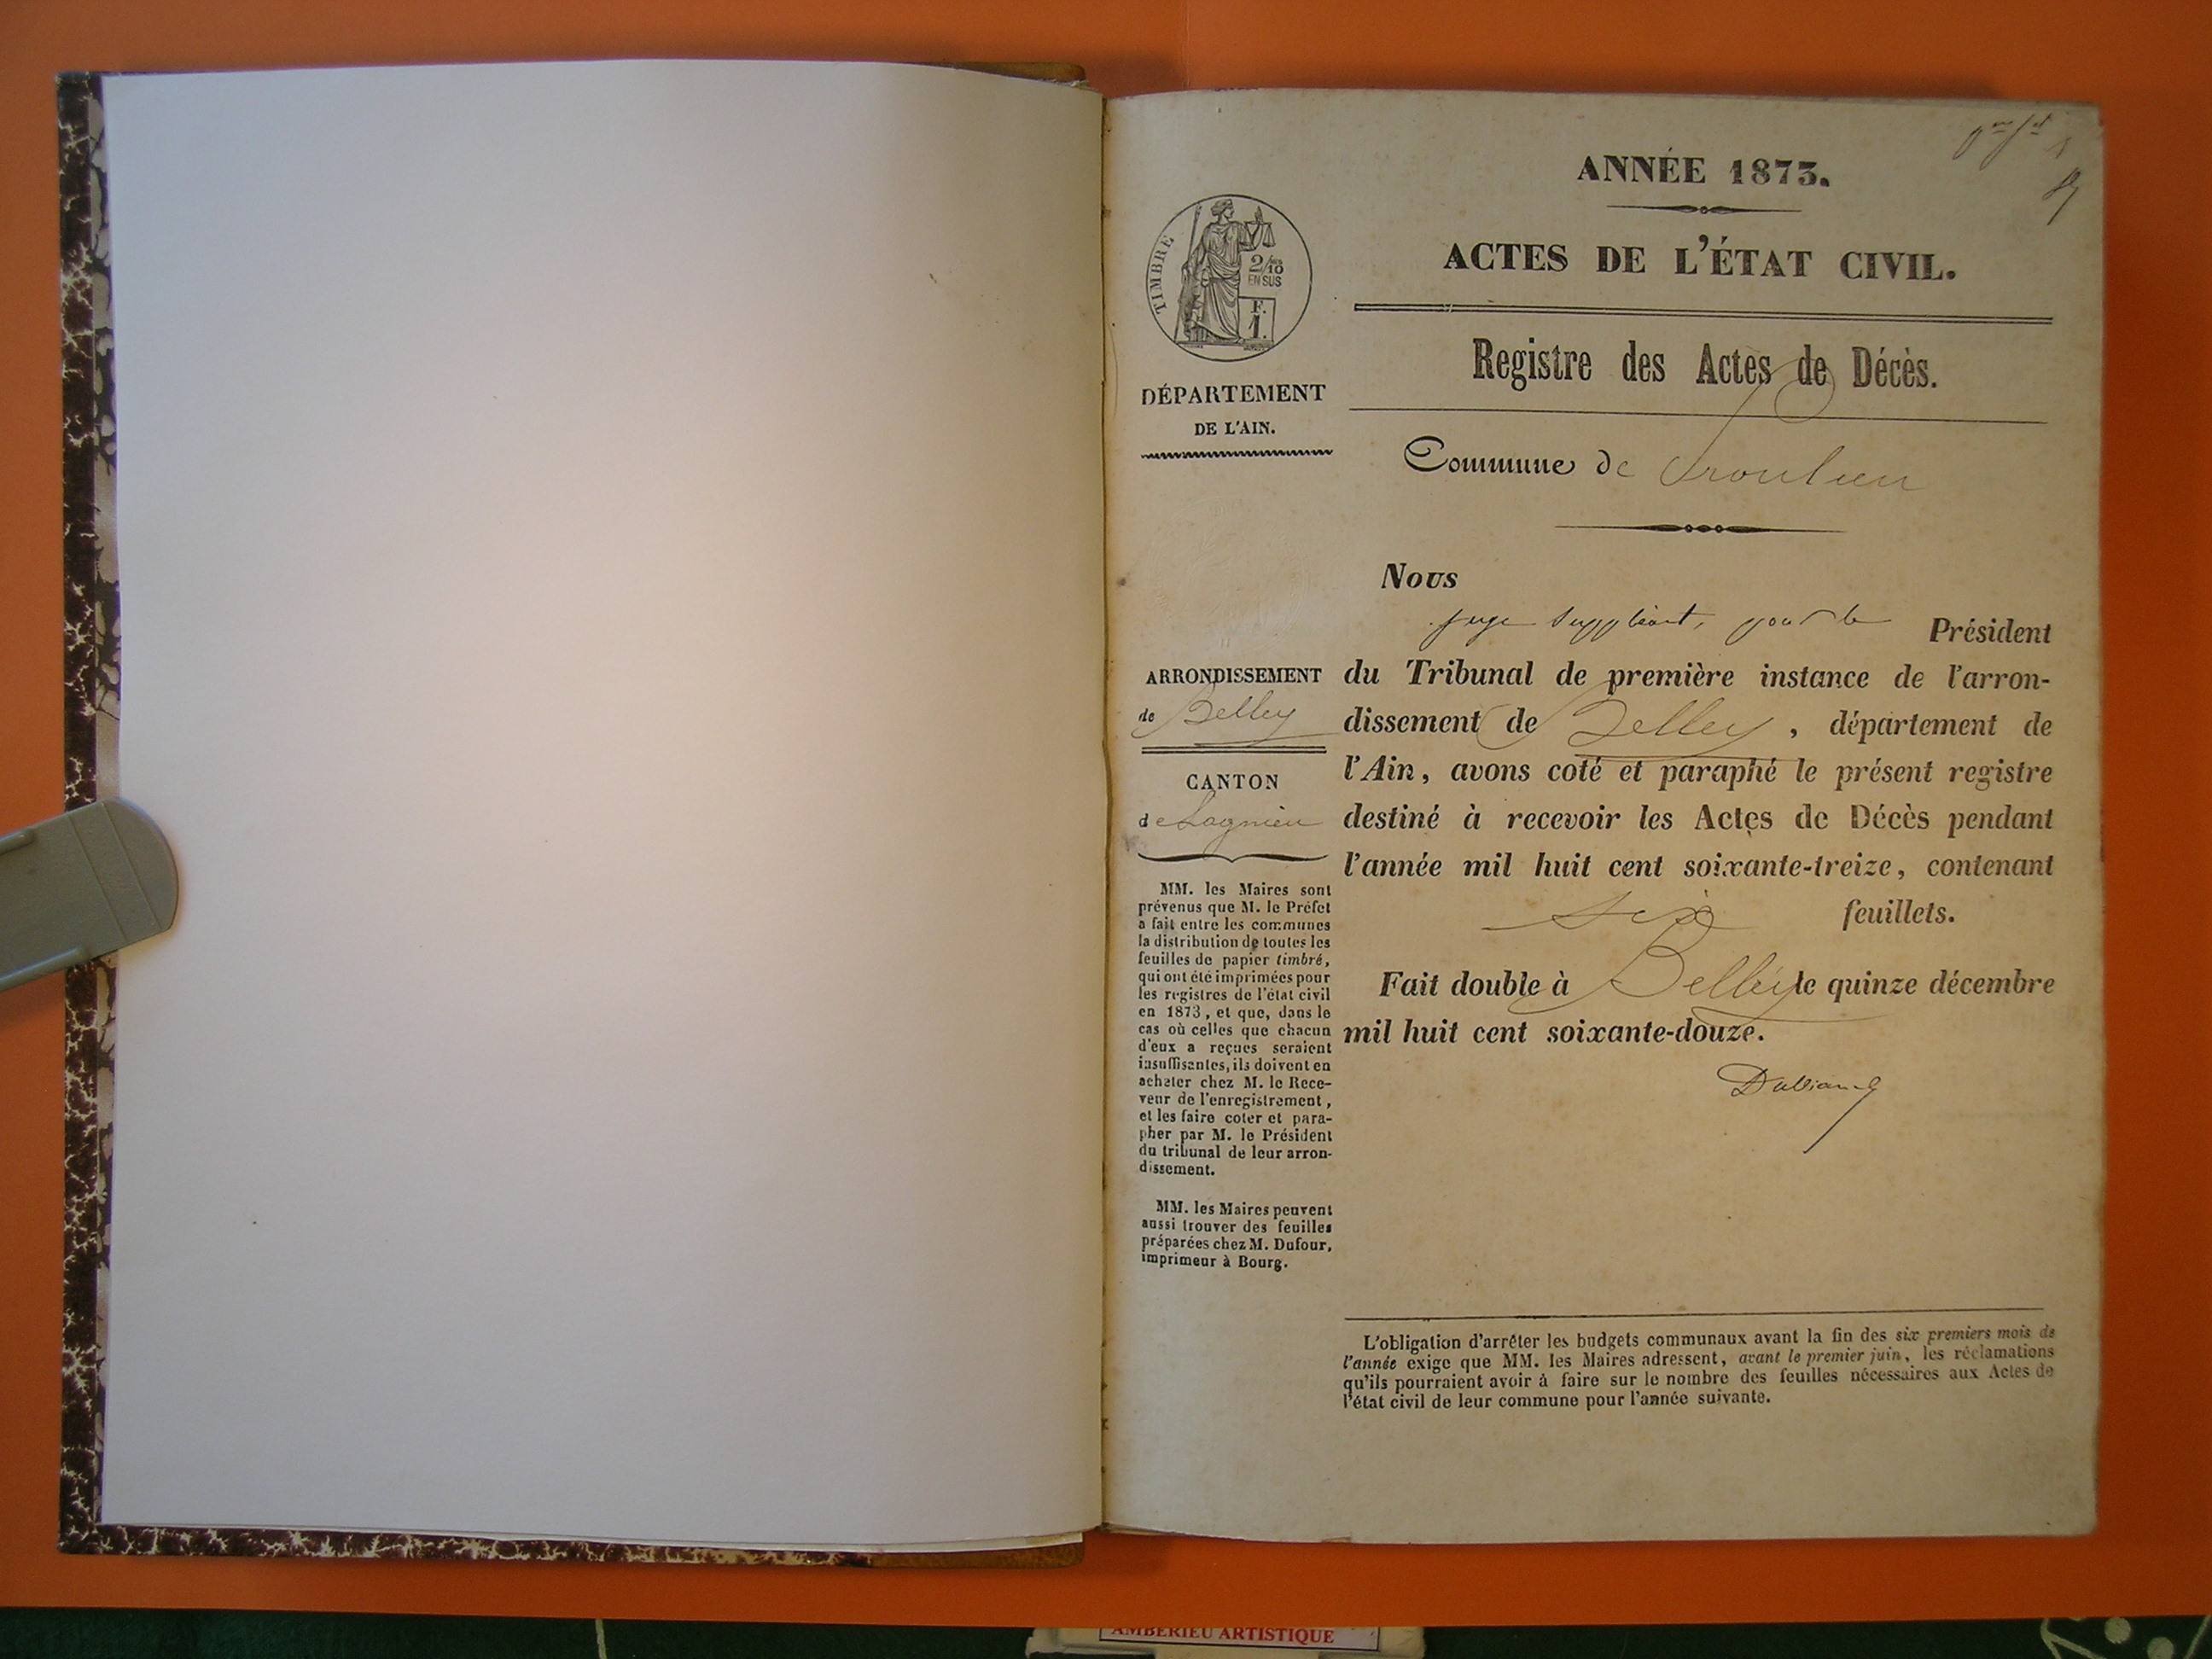 ANNÉE 1873.
ACTES DE L'ÉTAT CIVIL.
TIMBRE
2/10
EN SUS
F.
1.
Registre des Actes de Décès.
DÉPARTEMENT
DE L'AIN.
Commune de Proulieu
Nous
juge suppléant, pour le Président
ARRONDISSEMENT
de Belley
CANTON
de Lagnieu
du Tribunal de première instance de l'arron-
dissement de Belley, département de
l'Ain, avons coté et paraphé le présent registre
destiné à recevoir les Actes de Décès pendant
l'année mil huit cent soixante-treize, contenant
six feuillets.
Fait double à Belley le quinze décembre
mil huit cent soixante-douze.
MM. les Maires sont
prévenus que M. le Préfet
a fait entre les communes
la distribution de toutes les
feuilles de papier timbré,
qui ont été imprimées pour
les registres de l'état civil
en 1873, et que, dans le
cas où celles que chacun
d'eux a reçues seraient
insuffisantes, ils doivent en
acheter chez M. le Rece-
veur de l'enregistrement,
et les faire coter et para-
pher par M. le Président
du tribunal de leur arron-
dissement.
MM. les Maires peuvent
aussi trouver des feuilles
préparées chez M. Dufour,
imprimeur à Bourg.
L'obligation d'arrêter les budgets communaux avant la fin des six premiers mois de
l'année exige que MM. les Maires adressent, avant le premier juin, les réclamations
qu'ils pourraient avoir à faire sur le nombre des feuilles nécessaires aux Actes de
l'état civil de leur commune pour l'année suivante.
AMBERIEU ARTISTIQUE